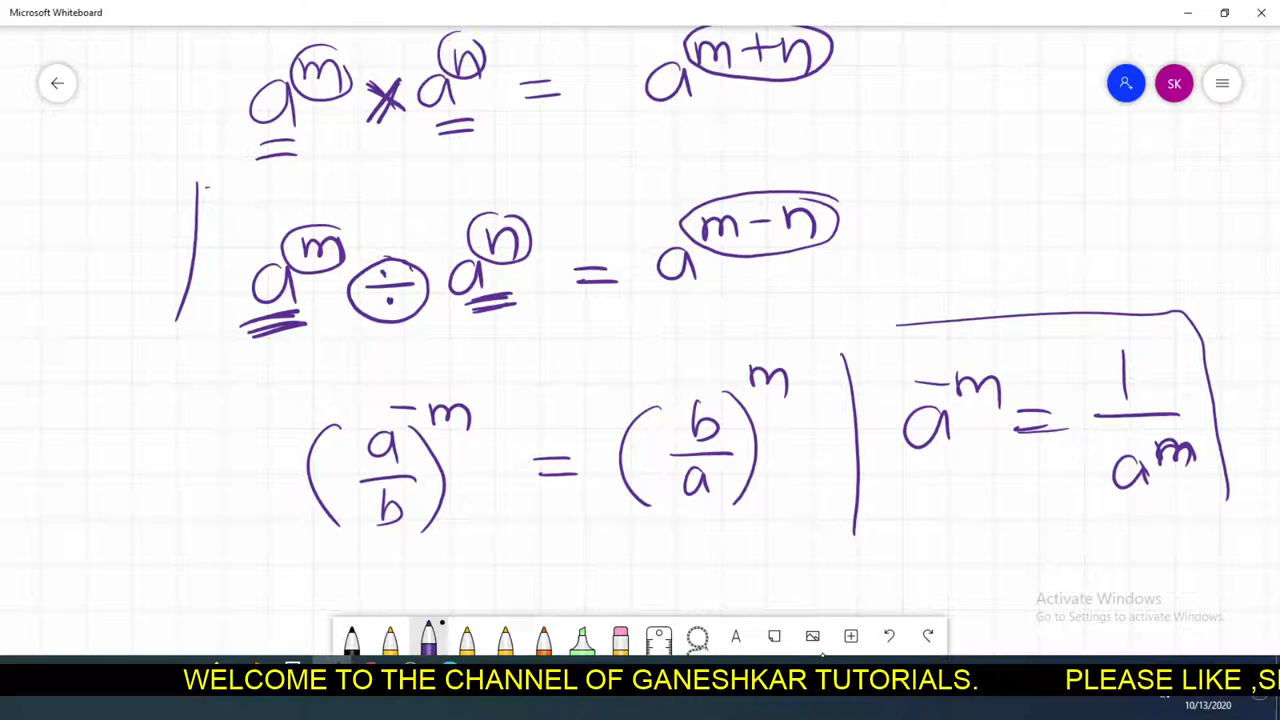 Microsoft Whiteboard
a^m × a^n = a^(m+n)
SK
a^m ÷ a^n = a^(m-n)
(a/b)^-m = (b/a)^m
a^-m = 1/a^m
Activate Windows
Go to Settings to activate Windows.
A
WELCOME TO THE CHANNEL OF GANESHKAR TUTORIALS. PLEASE LIKE ,S
10/13/2020